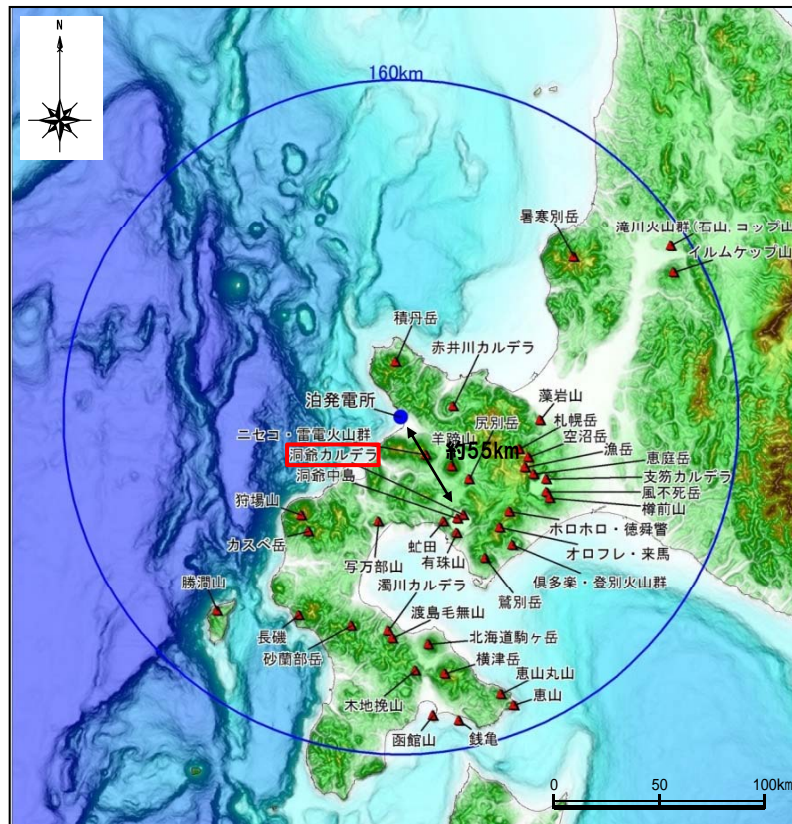 N
160km
暑寒別岳
滝川火山群(石山,コップ山
イルムケップ山
積丹岳
赤井川カルデラ
泊発電所
尻別岳
藻岩山
札幌岳
空沼岳
ニセコ・雷電火山群
羊蹄山
約55km
漁岳
恵庭岳
洞爺カルデラ
支笏カルデラ
洞爺中島
風不死岳
樽前山
狩場山
カスベ岳
ホロホロ・徳舜瞥
オロフレ・来馬
写万部山
虻田
有珠山
倶多楽・登別火山群
鷲別岳
濁川カルデラ
勝澗山
渡島毛無山
長磯
砂蘭部岳
北海道駒ヶ岳
横津岳
恵山丸山
恵山
木地挽山
函館山
銭亀
0 50 100km